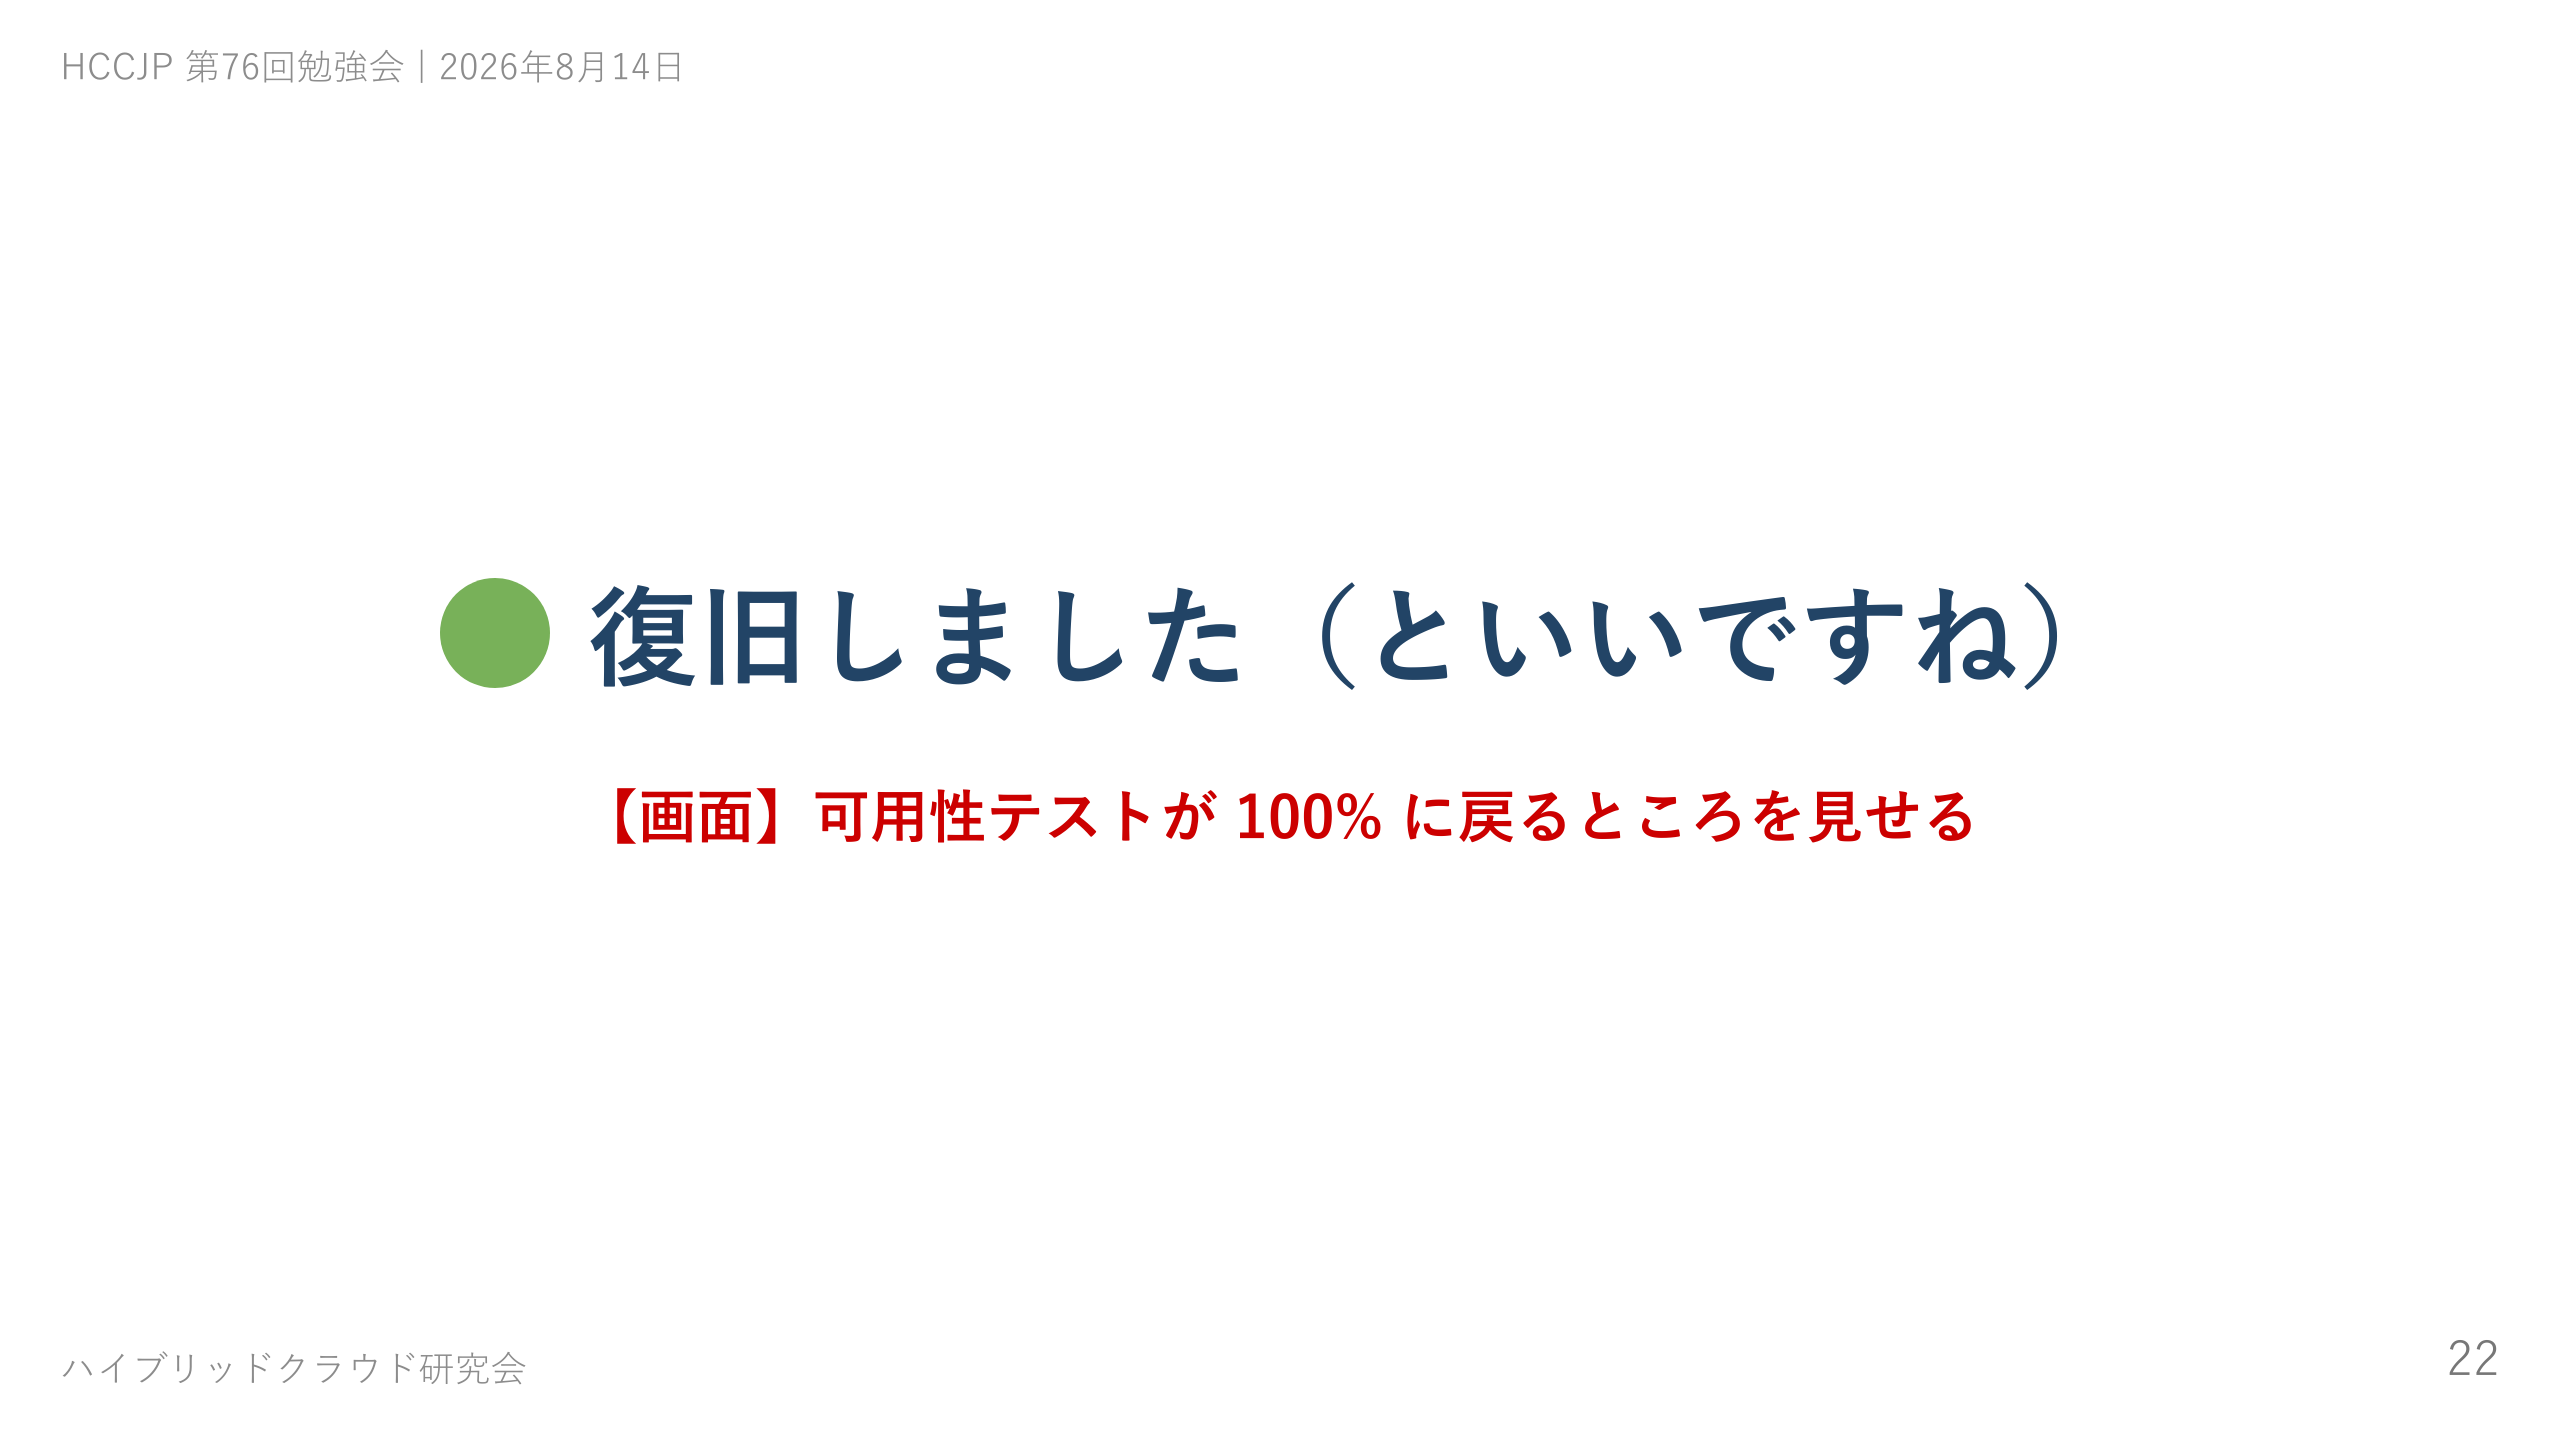 HCCJP 第76回勉強会 | 2026年8月14日
復旧しました（といいですね）
【画面】可用性テストが 100% に戻るところを見せる
ハイブリッドクラウド研究会
22